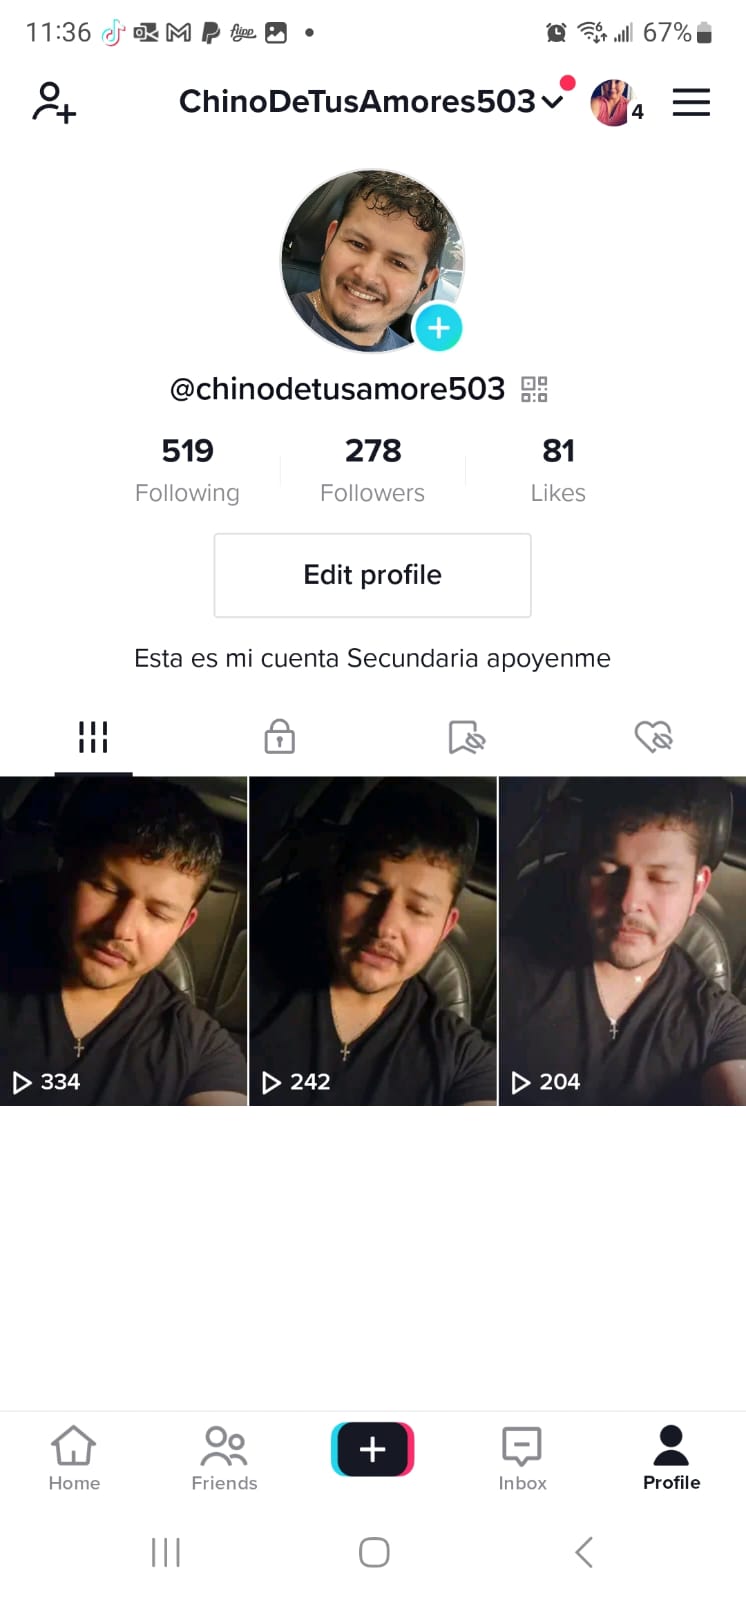 11:36 67%
ChinoDeTusAmores503 4
@chinodetusamore503
519 278 81
Following Followers Likes
Edit profile
Esta es mi cuenta Secundaria apoyenme
334 242 204
Home Friends Inbox Profile